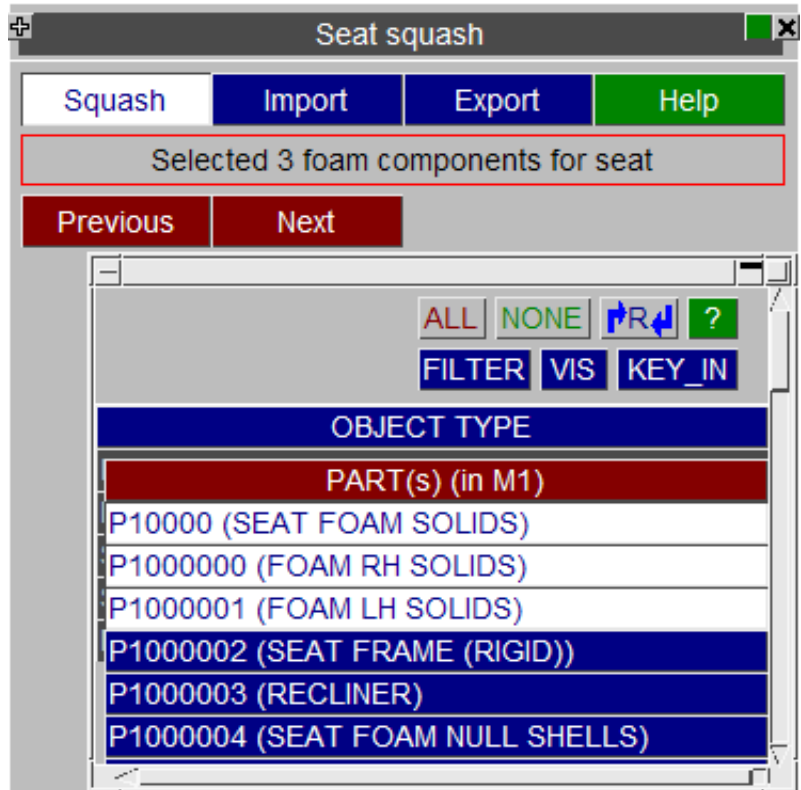 Seat squash
Squash Import Export Help
Selected 3 foam components for seat
Previous Next
ALL NONE R ?
FILTER VIS KEY_IN
OBJECT TYPE
PART(s) (in M1)
P10000 (SEAT FOAM SOLIDS)
P1000000 (FOAM RH SOLIDS)
P1000001 (FOAM LH SOLIDS)
P1000002 (SEAT FRAME (RIGID))
P1000003 (RECLINER)
P1000004 (SEAT FOAM NULL SHELLS)